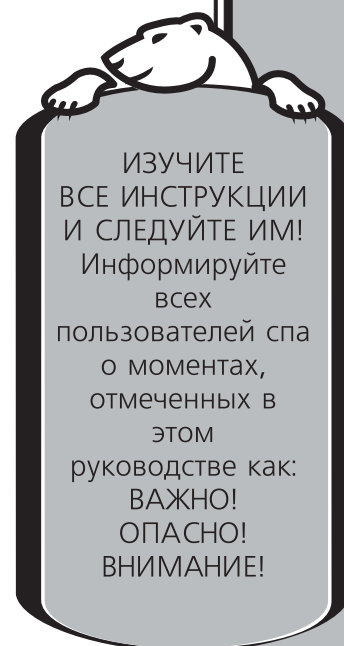 ИЗУЧИТЕ
ВСЕ ИНСТРУКЦИИ
И СЛЕДУЙТЕ ИМ!
Информируйте
всех
пользователей спа
о моментах,
отмеченных в
этом
руководстве как:
ВАЖНО!
ОПАСНО!
ВНИМАНИЕ!